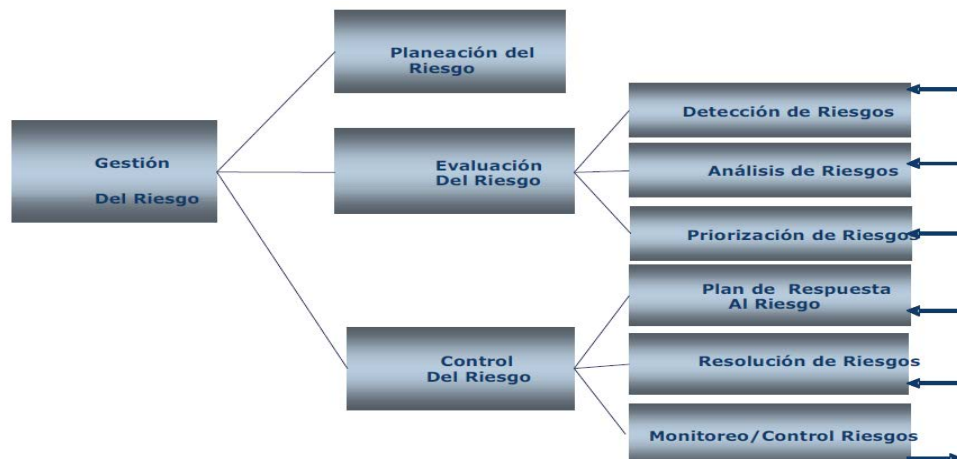 Planeación del
Riesgo
Detección de Riesgos
Gestión
Del Riesgo
Evaluación
Del Riesgo
Análisis de Riesgos
Priorización de Riesgos
Plan de Respuesta
Al Riesgo
Control
Del Riesgo
Resolución de Riesgos
Monitoreo/Control Riesgos